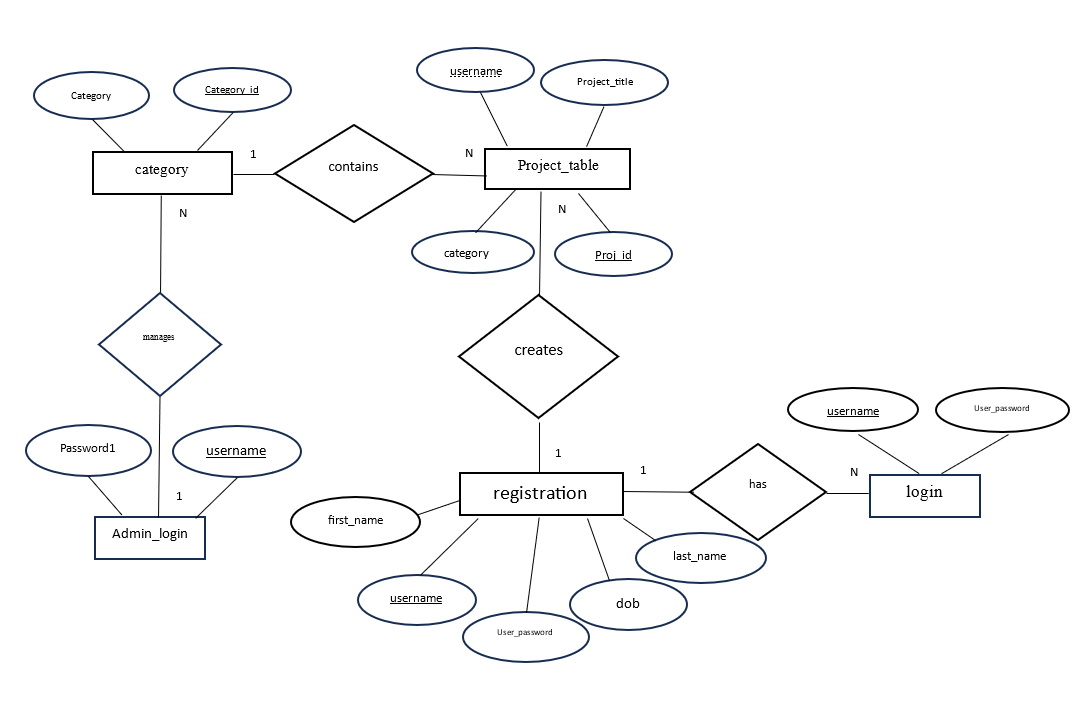 username
Project_title
Category
Category_id
1
N
category
contains
Project_table
N
N
category
Proj_id
manages
creates
username
User_password
Password1
username
1
1
N
has
1
registration
login
Admin_login
first_name
last_name
username
dob
User_password